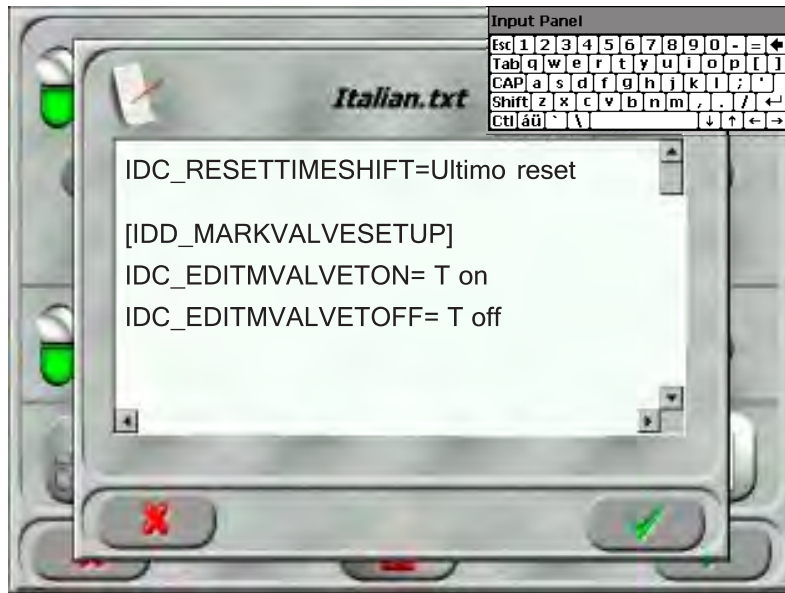 Input Panel
Esc 1 2 3 4 5 6 7 8 9 0 - = 
Tab q w e r t y u i o p [ ]
CAP a s d f g h j k l ; '
Shift z x c v b n m , . / ↵
Ctl áü ` \ ↓ ↑ ← →
Italian.txt
IDC_RESETTIMESHIFT=Ultimo reset
[IDD_MARKVALVESETUP]
IDC_EDITMVALVETON= T on
IDC_EDITMVALVETOFF= T off